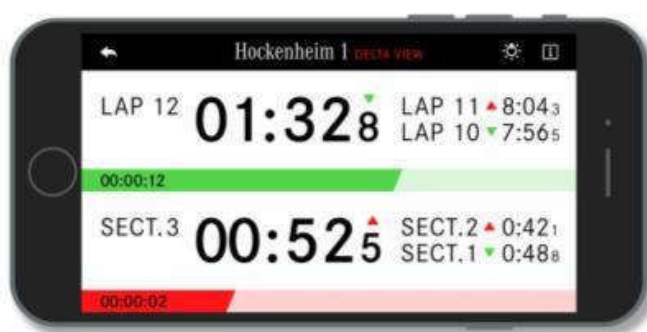 Hockenheim 1 DELTA VIEW
LAP 12 01:328 LAP 11 8:043
LAP 10 7:565
00:00:12
SECT.3 00:525 SECT.2 0:421
SECT.1 0:488
00:00:02